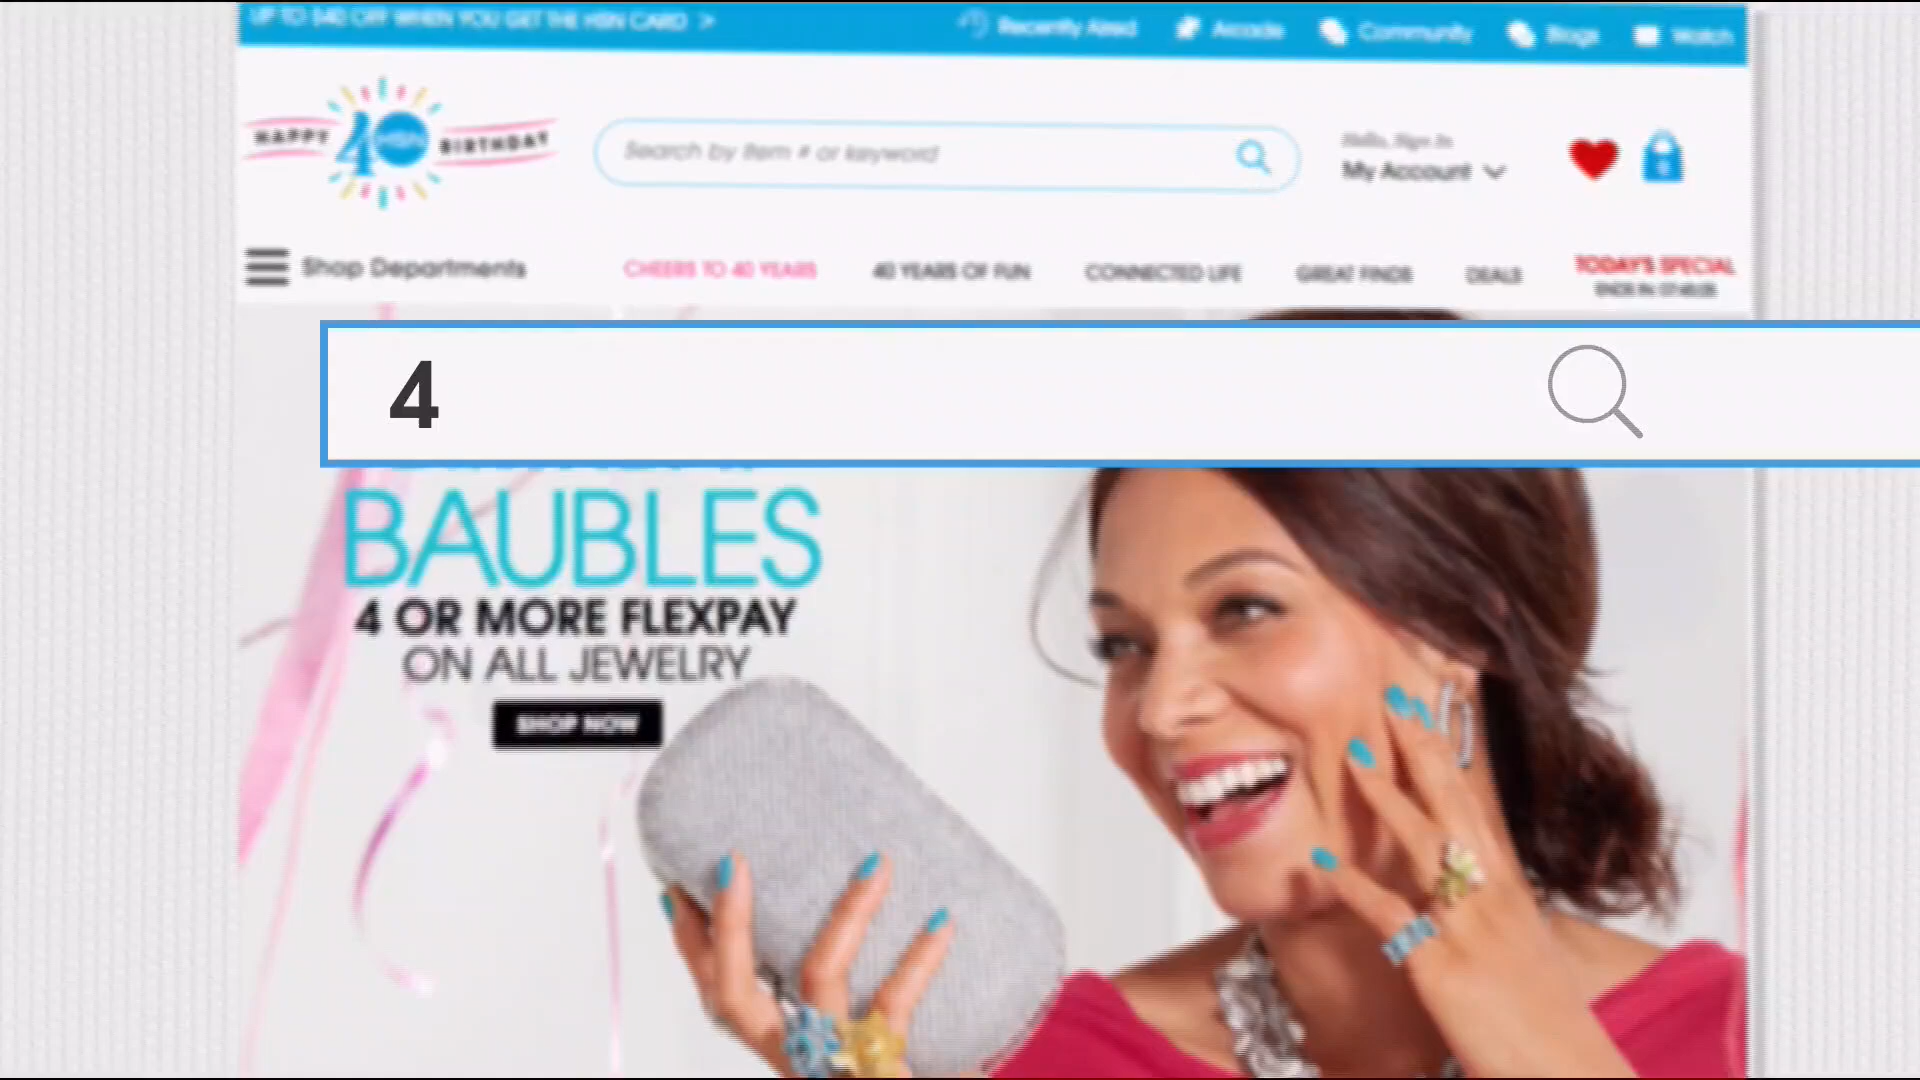 UP TO $40 OFF WHEN YOU GET THE HSN CARD >
Recently Aired
Arcade
Community
Blogs
Watch
HAPPY 40 HSN BIRTHDAY
Search by item # or keyword
Hello, Sign In
My Account
0
Shop Departments
CHEERS TO 40 YEARS
40 YEARS OF FUN
CONNECTED LIFE
GREAT FINDS
DEALS
TODAY'S SPECIAL
ENDS IN
4
BAUBLES
4 OR MORE FLEXPAY
ON ALL JEWELRY
SHOP NOW